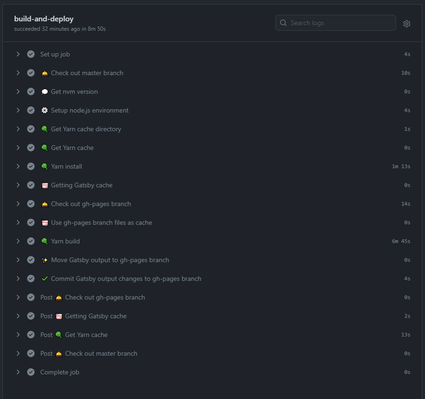 build-and-deploy
succeeded 32 minutes ago in 8m 50s
Search logs
Set up job 4s
Check out master branch 10s
Get nvm version 0s
Setup node.js environment 4s
Get Yarn cache directory 1s
Get Yarn cache 0s
Yarn install 1m 13s
Getting Gatsby cache 0s
Check out gh-pages branch 14s
Use gh-pages branch files as cache 0s
Yarn build 6m 45s
Move Gatsby output to gh-pages branch 0s
Commit Gatsby output changes to gh-pages branch 4s
Post Check out gh-pages branch 0s
Post Getting Gatsby cache 2s
Post Get Yarn cache 13s
Post Check out master branch 0s
Complete job 0s